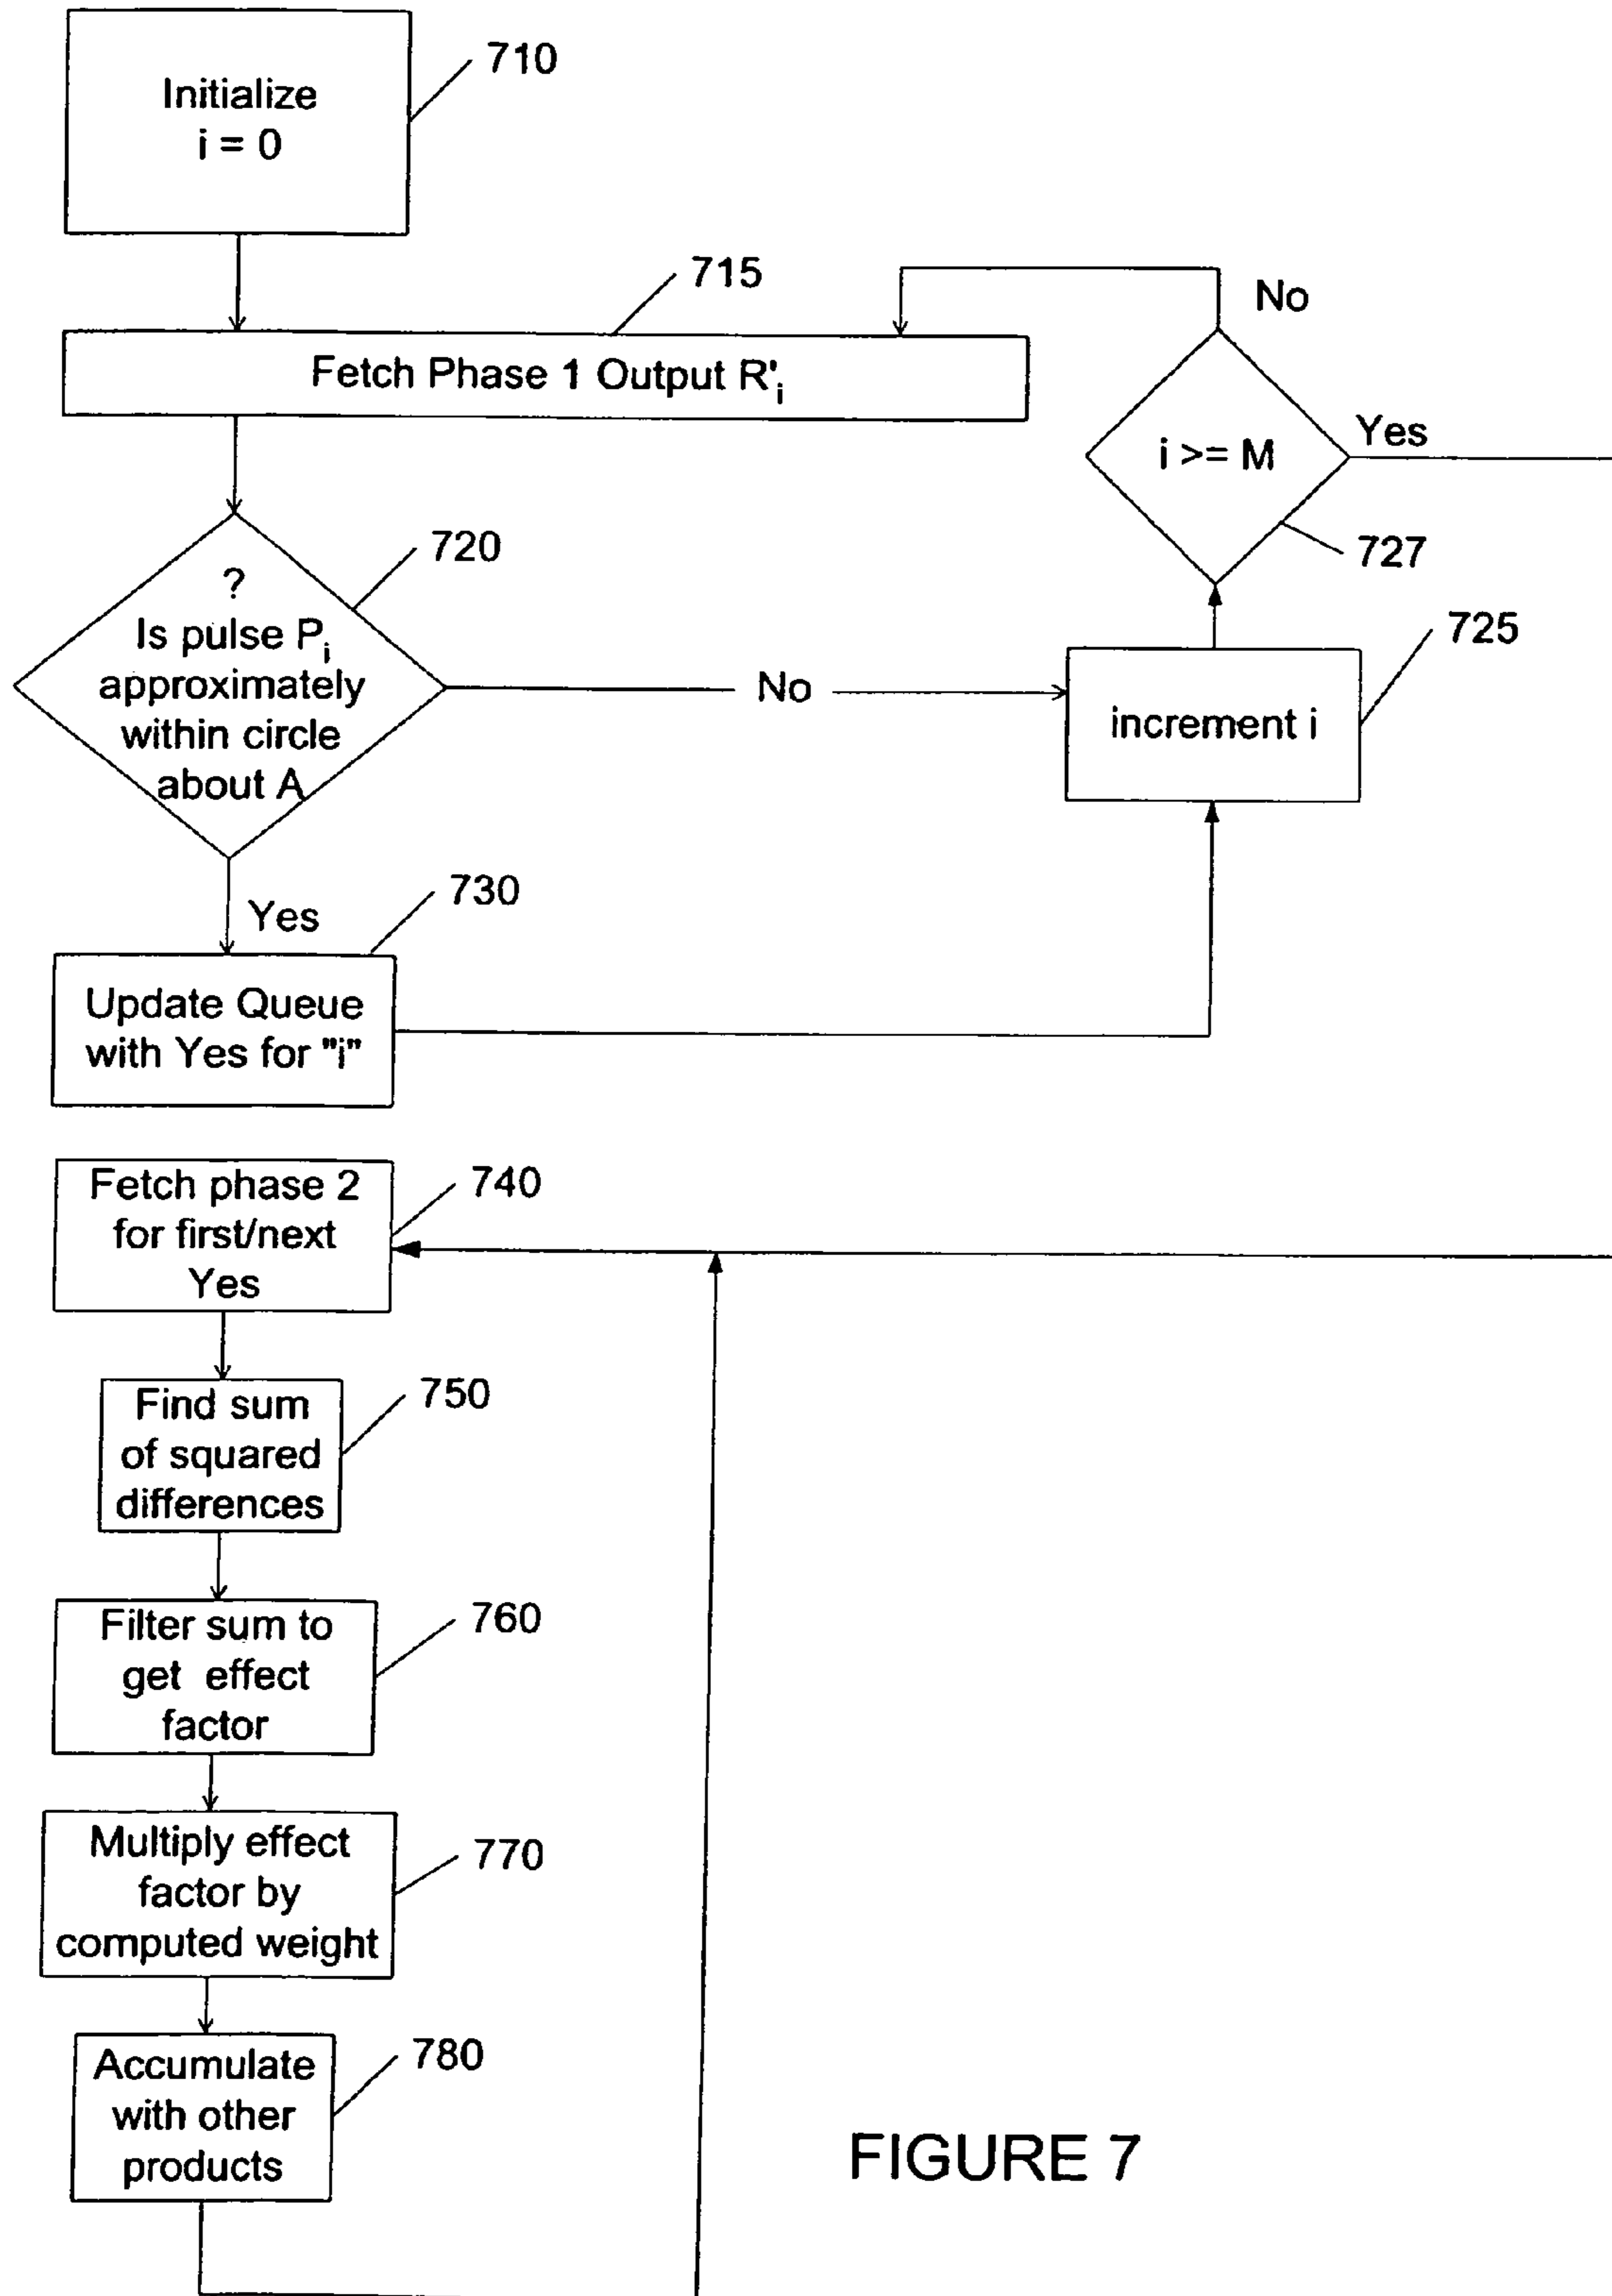 Initialize
i = 0
710
715
Fetch Phase 1 Output R'i
No
i >= M
Yes
727
720
?
Is pulse Pi
approximately
within circle
about A
No
725
increment i
Yes
730
Update Queue
with Yes for "i"
Fetch phase 2
for first/next
Yes
740
Find sum
of squared
differences
750
Filter sum to
get effect
factor
760
Multiply effect
factor by
computed weight
770
Accumulate
with other
products
780
FIGURE 7